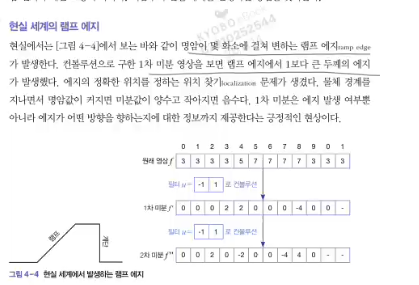 현실 세계의 램프 에지
현실에서는 [그림 4-4]에서 보는 바와 같이 명암이 몇 화소에 걸쳐 변하는 램프 에지ramp edge
가 발생한다. 컨볼루션으로 구한 1차 미분 영상을 보면 램프 에지에서 1보다 큰 두께의 에지
가 발생했다. 에지의 정확한 위치를 정하는 위치 찾기localization 문제가 생겼다. 물체 경계를
지나면서 명암값이 커지면 미분값이 양수고 작아지면 음수다. 1차 미분은 에지 발생 여부뿐
아니라 에지가 어떤 방향을 향하는지에 대한 정보까지 제공한다는 긍정적인 현상이다.
0 1 2 3 4 5 6 7 8 9 0 1
원래 영상 f 3 3 3 3 5 7 7 7 7 3 3 3
필터 u= -1 1 로 컨볼루션
1차 미분 f' 0 0 0 2 2 0 0 0 -4 0 0 -
필터 u= -1 1 로 컨볼루션
2차 미분 f'' 0 0 2 0 -2 0 0 -4 4 0 - -
램프
계단
그림 4-4 현실 세계에서 발생하는 램프 에지